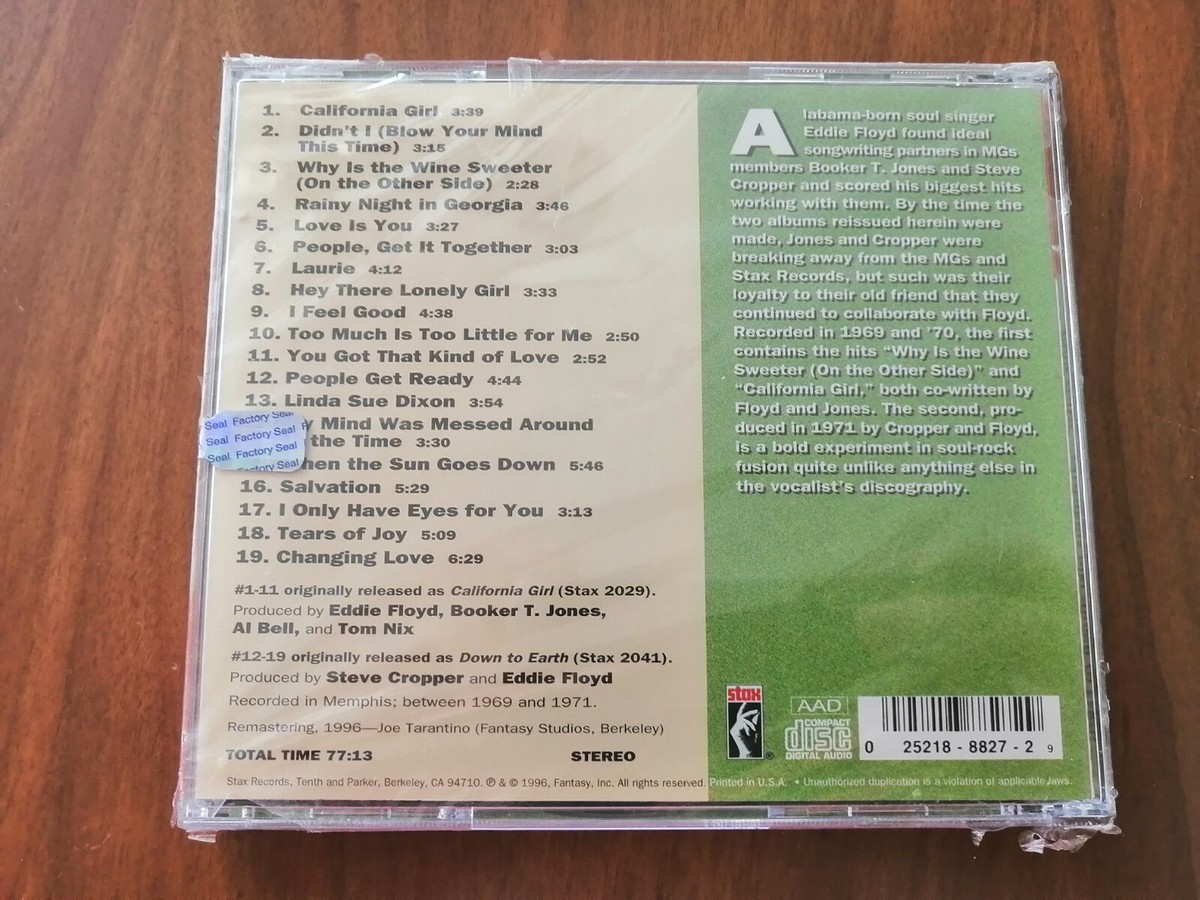 1. California Girl 3:39
2. Didn't I (Blow Your Mind
This Time) 3:15
3. Why Is the Wine Sweeter
(On the Other Side) 2:28
4. Rainy Night in Georgia 3:46
5. Love Is You 3:27
6. People, Get It Together 3:03
7. Laurie 4:12
8. Hey There Lonely Girl 3:33
9. I Feel Good 4:38
10. Too Much Is Too Little for Me 2:50
11. You Got That Kind of Love 2:52
12. People Get Ready 4:44
13. Linda Sue Dixon 3:54
Mind Was Messed Around
the Time 3:30
the Sun Goes Down 5:46
16. Salvation 5:29
17. I Only Have Eyes for You 3:13
18. Tears of Joy 5:09
19. Changing Love 6:29
Seal Factory Seal
Seal Factory Seal
Seal Factory Seal
Factory Seal
#1-11 originally released as California Girl (Stax 2029).
Produced by Eddie Floyd, Booker T. Jones,
Al Bell, and Tom Nix
#12-19 originally released as Down to Earth (Stax 2041).
Produced by Steve Cropper and Eddie Floyd
Recorded in Memphis; between 1969 and 1971.
Remastering, 1996—Joe Tarantino (Fantasy Studios, Berkeley)
TOTAL TIME 77:13 STEREO
Stax Records, Tenth and Parker, Berkeley, CA 94710. ℗ & © 1996, Fantasy, Inc. All rights reserved. Printed in U.S.A. • Unauthorized duplication is a violation of applicable laws.
Alabama-born soul singer
Eddie Floyd found ideal
songwriting partners in MGs
members Booker T. Jones and Steve
Cropper and scored his biggest hits
working with them. By the time the
two albums reissued herein were
made, Jones and Cropper were
breaking away from the MGs and
Stax Records, but such was their
loyalty to their old friend that they
continued to collaborate with Floyd.
Recorded in 1969 and '70, the first
contains the hits "Why Is the Wine
Sweeter (On the Other Side)" and
"California Girl," both co-written by
Floyd and Jones. The second, pro-
duced in 1971 by Cropper and Floyd,
is a bold experiment in soul-rock
fusion quite unlike anything else in
the vocalist's discography.
stax ®
AAD
COMPACT
disc
DIGITAL AUDIO
0 25218-8827-2 9